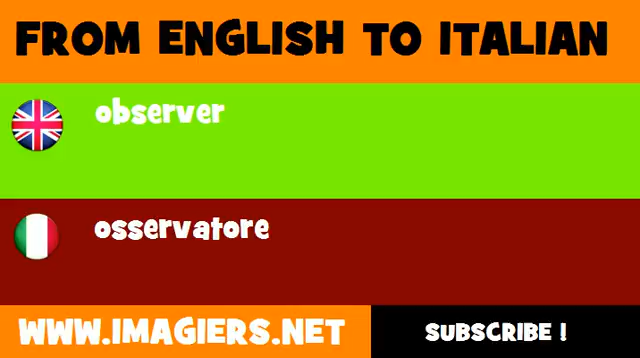 FROM ENGLISH TO ITALIAN
observer
osservatore
WWW.IMAGIERS.NET
SUBSCRIBE !